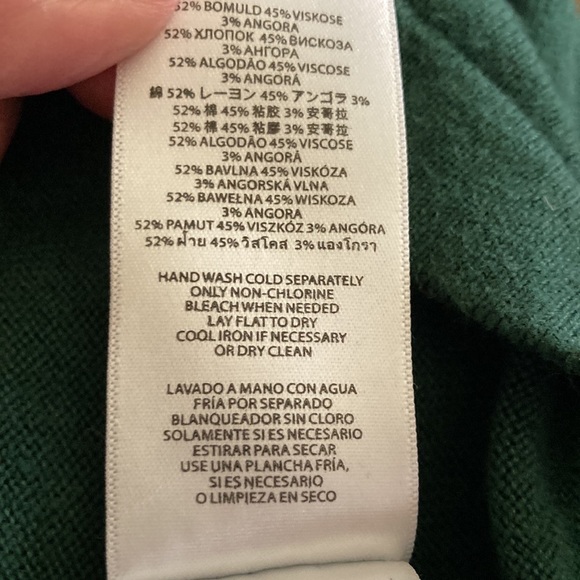 52% BOMULD 45% VISKOSE
3% ANGORA
52% ХЛОПОК 45% ВИСКОЗА
3% АНГОРА
52% ALGODÃO 45% VISCOSE
3% ANGORÁ
綿 52% レーヨン 45% アンゴラ 3%
52% 棉 45% 粘胶 3% 安哥拉
52% 棉 45% 粘膠 3% 安哥拉
52% ALGODÃO 45% VISCOSE
3% ANGORÁ
52% BAVLNA 45% VISKÓZA
3% ANGORSKÁ VLNA
52% BAWEŁNA 45% WISKOZA
3% ANGORA
52% PAMUT 45% VISZKÓZ 3% ANGÓRA
52% ฝ้าย 45% วิสโคส 3% แองโกรา
HAND WASH COLD SEPARATELY
ONLY NON-CHLORINE
BLEACH WHEN NEEDED
LAY FLAT TO DRY
COOL IRON IF NECESSARY
OR DRY CLEAN
LAVADO A MANO CON AGUA
FRÍA POR SEPARADO
BLANQUEADOR SIN CLORO
SOLAMENTE SI ES NECESARIO
ESTIRAR PARA SECAR
USE UNA PLANCHA FRÍA,
SI ES NECESARIO
O LIMPIEZA EN SECO